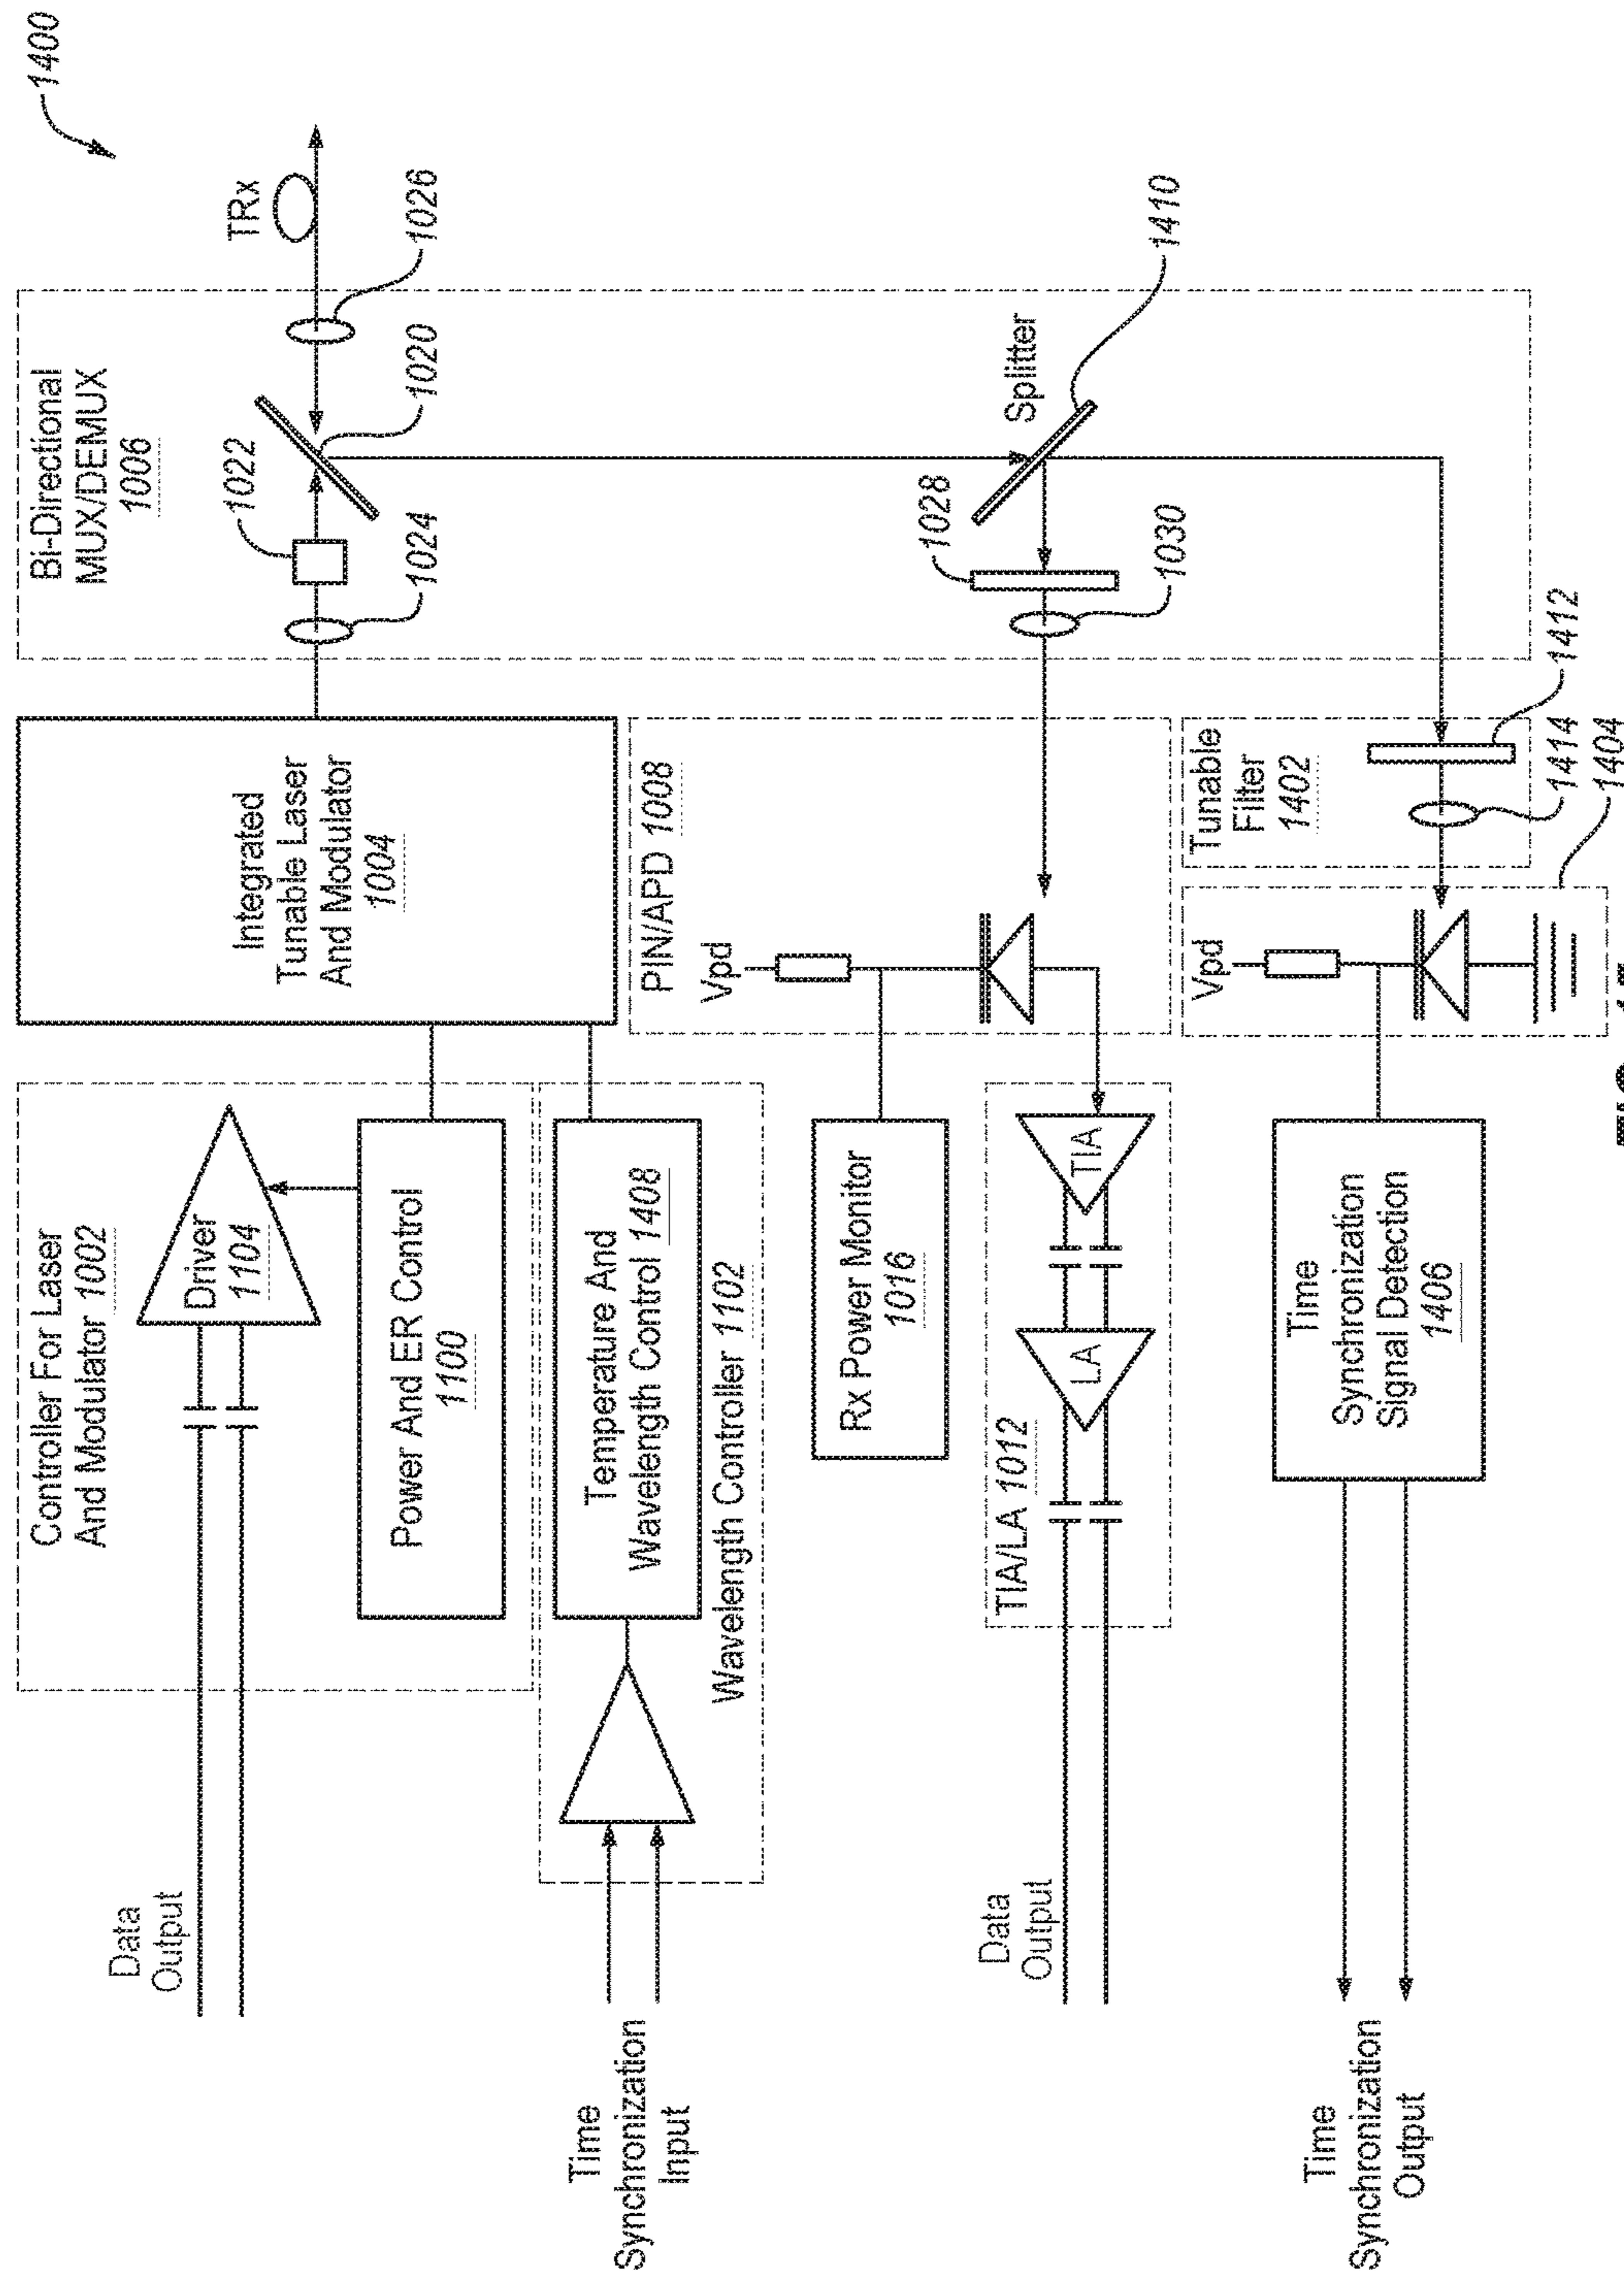 1400
TRx
1026
Bi-Directional
MUX/DEMUX
1006
1022
1020
1024
Splitter
1410
1028
1030
1412
Integrated
Tunable Laser
And Modulator
1004
PIN/APD 1008
Vpd
Tunable
Filter
1402
1414
1404
Vpd
Controller For Laser
And Modulator 1002
Driver
1104
Power And ER Control
1100
Temperature And
Wavelength Control 1408
Wavelength Controller 1102
Rx Power Monitor
1016
TIA/LA 1012
TIA
LA
Time
Synchronization
Signal Detection
1406
Data
Output
Time
Synchronization
Input
Data
Output
Time
Synchronization
Output